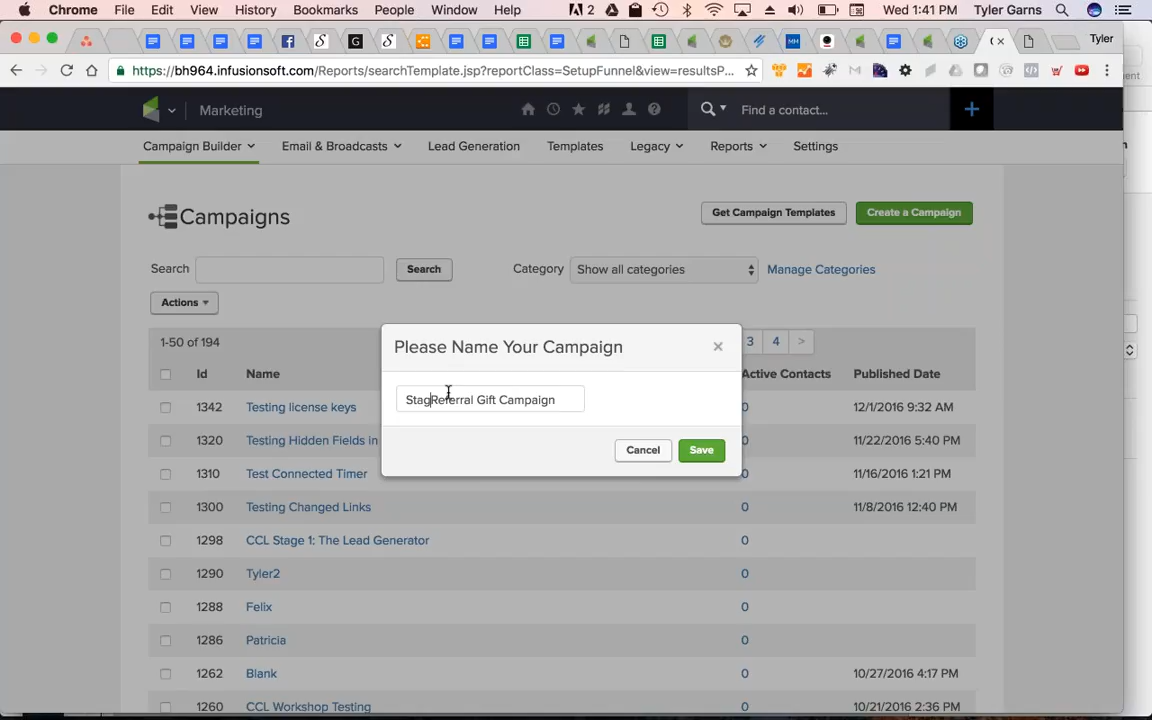 Chrome File Edit View History Bookmarks People Window Help 2 Wed 1:41 PM Tyler Garns
Tyler
https://bh964.infusionsoft.com/Reports/searchTemplate.jsp?reportClass=SetupFunnel&view=resultsP...
Marketing Find a contact...
Campaign Builder Email & Broadcasts Lead Generation Templates Legacy Reports Settings
Campaigns Get Campaign Templates Create a Campaign
Search Search Category Show all categories Manage Categories
Actions
1-50 of 194 3 4 >
Id Name Active Contacts Published Date
Please Name Your Campaign ×
StagReferral Gift Campaign
Cancel Save
1342 Testing license keys 0 12/1/2016 9:32 AM
1320 Testing Hidden Fields in 0 11/22/2016 5:40 PM
1310 Test Connected Timer 0 11/16/2016 1:21 PM
1300 Testing Changed Links 0 11/8/2016 12:40 PM
1298 CCL Stage 1: The Lead Generator 0
1290 Tyler2 0
1288 Felix 0
1286 Patricia 0
1262 Blank 0 10/27/2016 4:17 PM
1260 CCL Workshop Testing 0 10/21/2016 2:36 PM